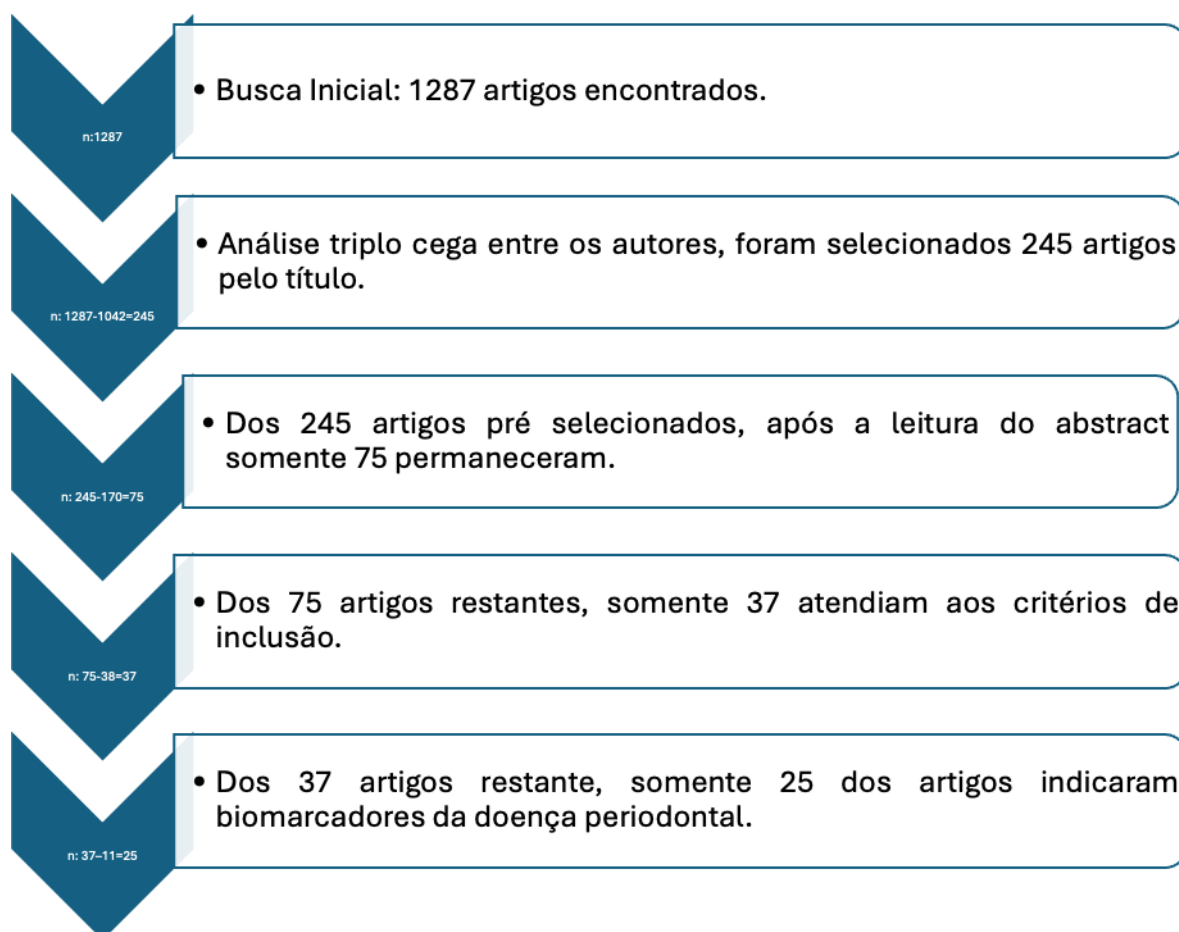 • Busca Inicial: 1287 artigos encontrados.
n:1287
• Análise triplo cega entre os autores, foram selecionados 245 artigos
pelo título.
n: 1287-1042=245
• Dos 245 artigos pré selecionados, após a leitura do abstract
somente 75 permaneceram.
n: 245-170=75
• Dos 75 artigos restantes, somente 37 atendiam aos critérios de
inclusão.
n: 75-38=37
• Dos 37 artigos restante, somente 25 dos artigos indicaram
biomarcadores da doença periodontal.
n: 37–11=25